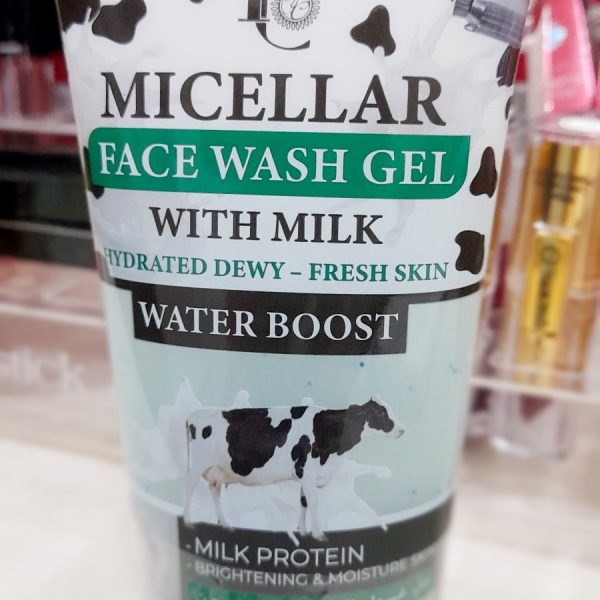 MICELLAR
FACE WASH GEL
WITH MILK
HYDRATED DEWY – FRESH SKIN
WATER BOOST
- MILK PROTEIN
- BRIGHTENING & MOISTURE